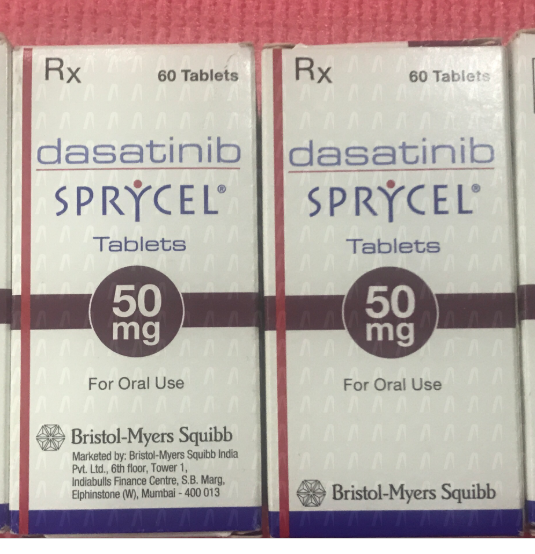 Rx 60 Tablets
dasatinib
SPRYCEL®
Tablets
50
mg
For Oral Use
Bristol-Myers Squibb
Marketed by: Bristol-Myers Squibb India
Pvt. Ltd., 6th floor, Tower 1,
Indiabulls Finance Centre, S.B. Marg,
Elphinstone (W), Mumbai - 400 013
Rx 60 Tablets
dasatinib
SPRYCEL®
Tablets
50
mg
For Oral Use
Bristol-Myers Squibb